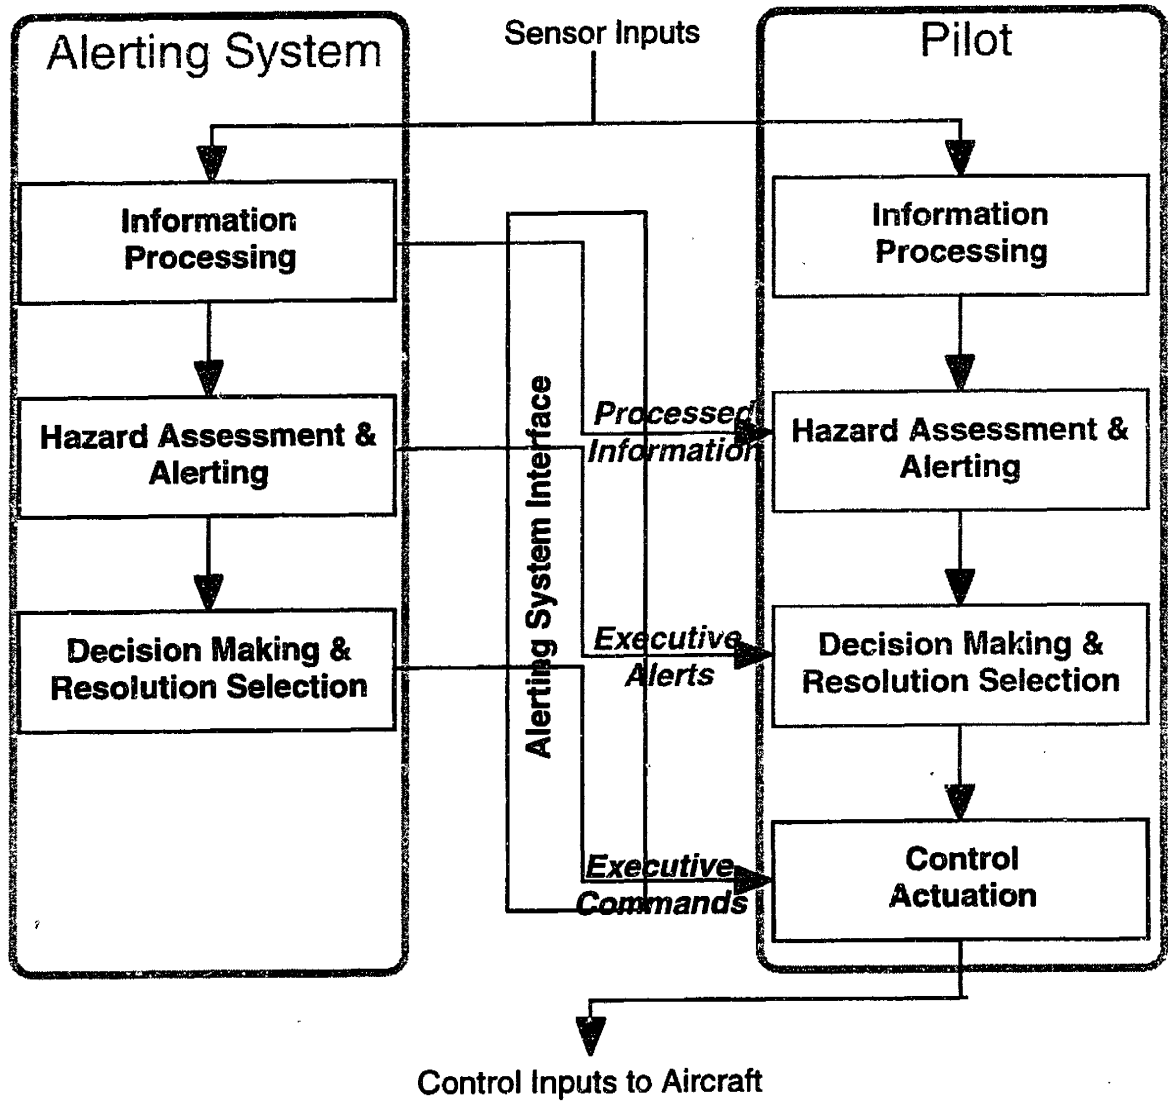 Alerting System
Sensor Inputs
Pilot
Information
Processing
Information
Processing
Hazard Assessment &
Alerting
Alerting System Interface
Processed
Information
Hazard Assessment &
Alerting
Decision Making &
Resolution Selection
Executive
Alerts
Decision Making &
Resolution Selection
Executive
Commands
Control
Actuation
Control Inputs to Aircraft